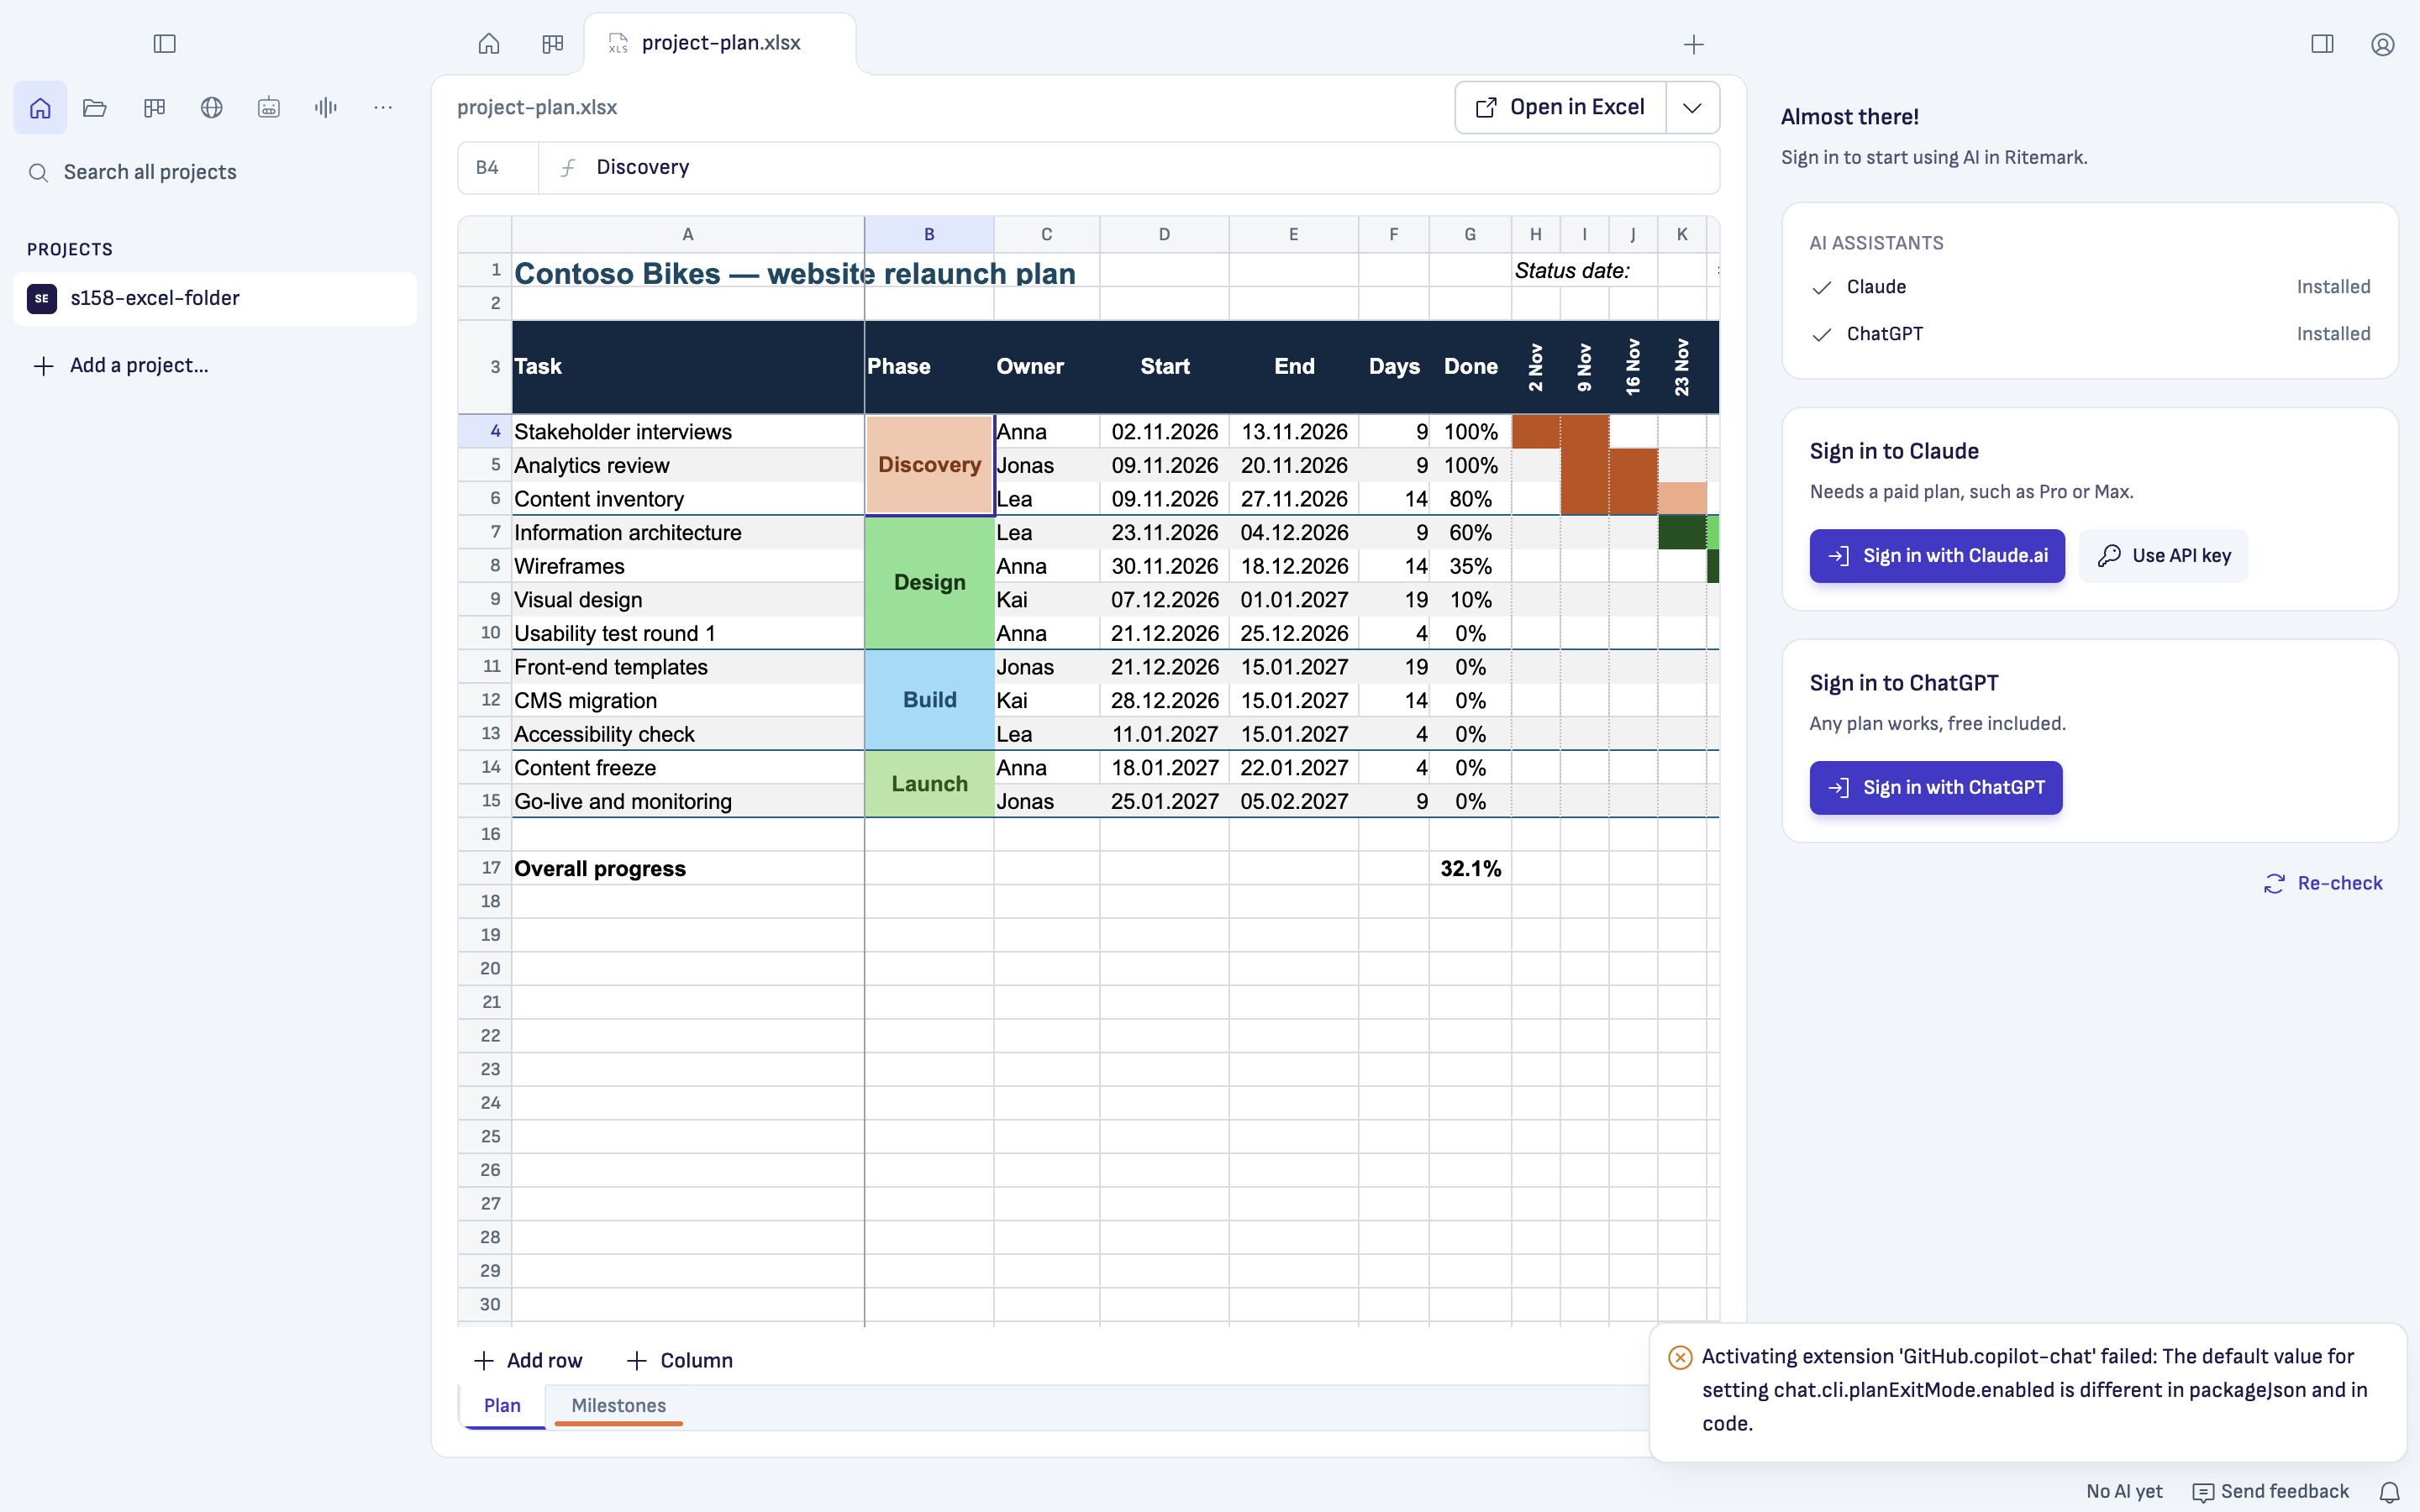 XLS project-plan.xlsx
project-plan.xlsx
Open in Excel
Search all projects
B4 Discovery
PROJECTS
SE s158-excel-folder
Add a project...
A B C D E F G H I J K
1 Contoso Bikes — website relaunch plan Status date:
2
3 Task Phase Owner Start End Days Done 2 Nov 9 Nov 16 Nov 23 Nov
4 Stakeholder interviews Anna 02.11.2026 13.11.2026 9 100%
5 Analytics review Discovery Jonas 09.11.2026 20.11.2026 9 100%
6 Content inventory Lea 09.11.2026 27.11.2026 14 80%
7 Information architecture Lea 23.11.2026 04.12.2026 9 60%
8 Wireframes Anna 30.11.2026 18.12.2026 14 35%
Design
9 Visual design Kai 07.12.2026 01.01.2027 19 10%
10 Usability test round 1 Anna 21.12.2026 25.12.2026 4 0%
11 Front-end templates Jonas 21.12.2026 15.01.2027 19 0%
12 CMS migration Build Kai 28.12.2026 15.01.2027 14 0%
13 Accessibility check Lea 11.01.2027 15.01.2027 4 0%
14 Content freeze Anna 18.01.2027 22.01.2027 4 0%
Launch
15 Go-live and monitoring Jonas 25.01.2027 05.02.2027 9 0%
16
17 Overall progress 32.1%
18
19
20
21
22
23
24
25
26
27
28
29
30
Add row Column
Plan Milestones
Almost there!
Sign in to start using AI in Ritemark.
AI ASSISTANTS
Claude Installed
ChatGPT Installed
Sign in to Claude
Needs a paid plan, such as Pro or Max.
Sign in with Claude.ai Use API key
Sign in to ChatGPT
Any plan works, free included.
Sign in with ChatGPT
Re-check
Activating extension 'GitHub.copilot-chat' failed: The default value for
setting chat.cli.planExitMode.enabled is different in packageJson and in
code.
No AI yet Send feedback